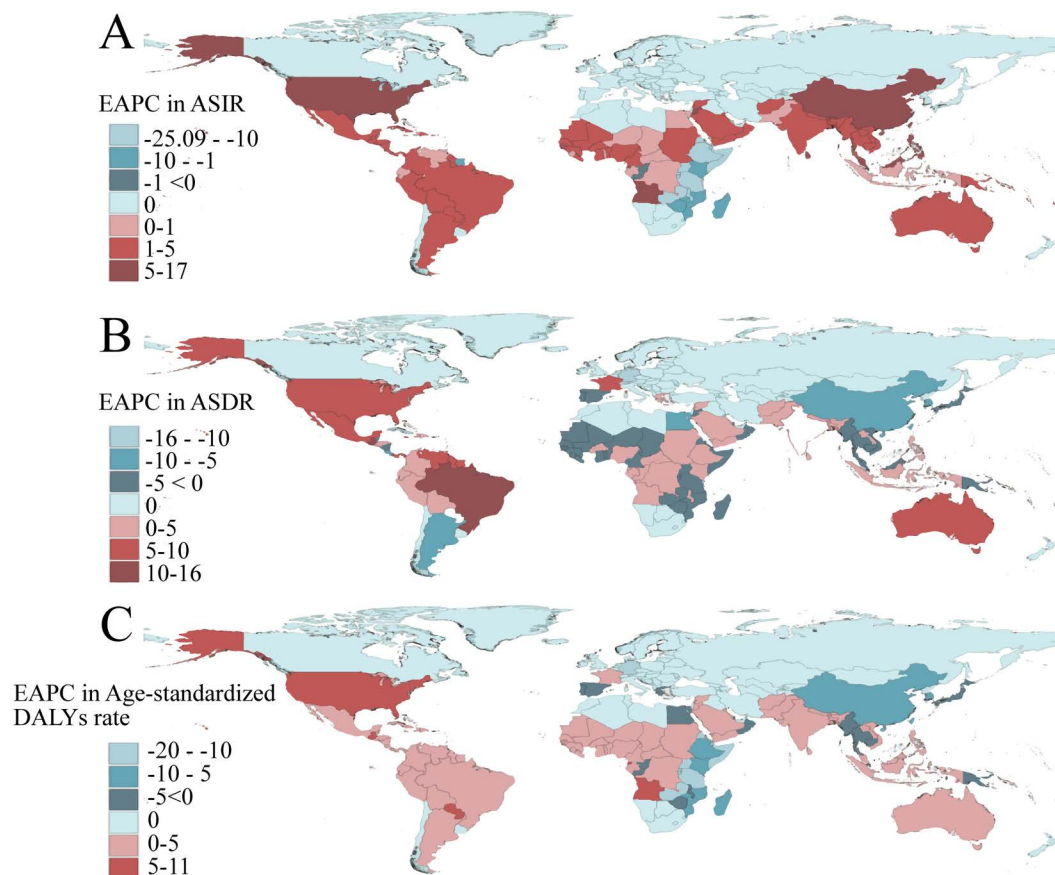 A
EAPC in ASIR
-25.09 - -10
-10 - -1
-1 <0
0
0-1
1-5
5-17
B
EAPC in ASDR
-16 - -10
-10 - -5
-5 < 0
0
0-5
5-10
10-16
C
EAPC in Age-standardized
DALYs rate
-20 - -10
-10 - 5
-5<0
0
0-5
5-11